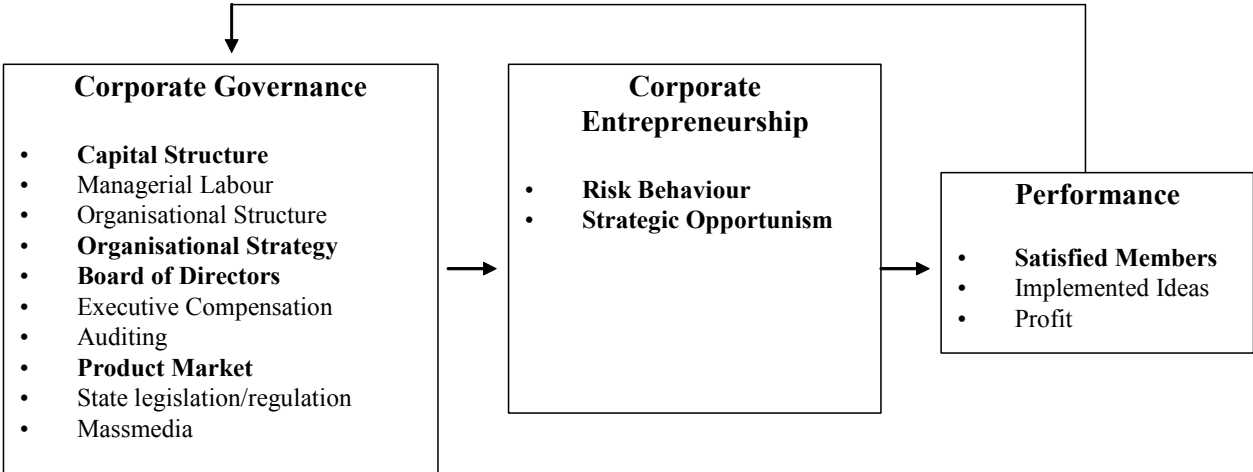 Corporate Governance
• Capital Structure
• Managerial Labour
• Organisational Structure
• Organisational Strategy
• Board of Directors
• Executive Compensation
• Auditing
• Product Market
• State legislation/regulation
• Massmedia
Corporate
Entrepreneurship
• Risk Behaviour
• Strategic Opportunism
Performance
• Satisfied Members
• Implemented Ideas
• Profit